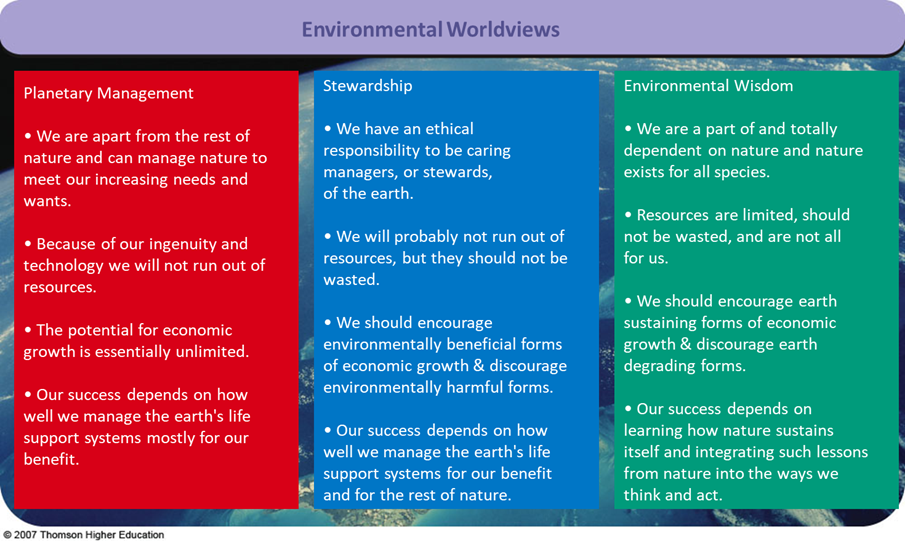 Environmental Worldviews
Planetary Management
• We are apart from the rest of
nature and can manage nature to
meet our increasing needs and
wants.
• Because of our ingenuity and
technology we will not run out of
resources.
• The potential for economic
growth is essentially unlimited.
• Our success depends on how
well we manage the earth's life
support systems mostly for our
benefit.
Stewardship
• We have an ethical
responsibility to be caring
managers, or stewards,
of the earth.
• We will probably not run out of
resources, but they should not be
wasted.
• We should encourage
environmentally beneficial forms
of economic growth & discourage
environmentally harmful forms.
• Our success depends on how
well we manage the earth's life
support systems for our benefit
and for the rest of nature.
Environmental Wisdom
• We are a part of and totally
dependent on nature and nature
exists for all species.
• Resources are limited, should
not be wasted, and are not all
for us.
• We should encourage earth
sustaining forms of economic
growth & discourage earth
degrading forms.
• Our success depends on
learning how nature sustains
itself and integrating such lessons
from nature into the ways we
think and act.
© 2007 Thomson Higher Education